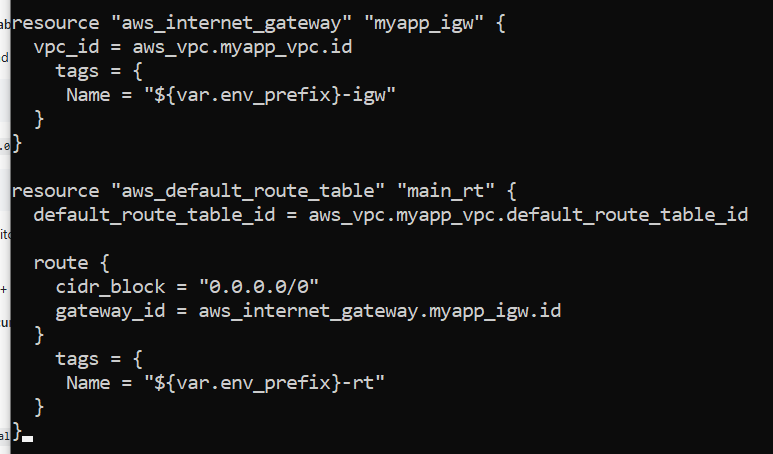 resource "aws_internet_gateway" "myapp_igw" {
  vpc_id = aws_vpc.myapp_vpc.id
    tags = {
     Name = "${var.env_prefix}-igw"
  }
}

resource "aws_default_route_table" "main_rt" {
  default_route_table_id = aws_vpc.myapp_vpc.default_route_table_id

  route {
    cidr_block = "0.0.0.0/0"
    gateway_id = aws_internet_gateway.myapp_igw.id
  }
    tags = {
     Name = "${var.env_prefix}-rt"
  }
}